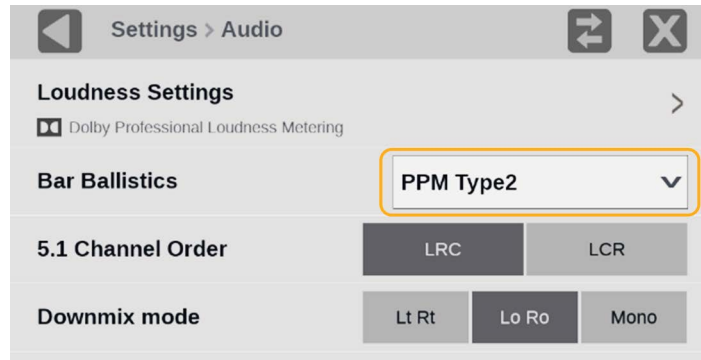 Settings > Audio
Loudness Settings
Dolby Professional Loudness Metering
Bar Ballistics PPM Type2
5.1 Channel Order LRC LCR
Downmix mode Lt Rt Lo Ro Mono